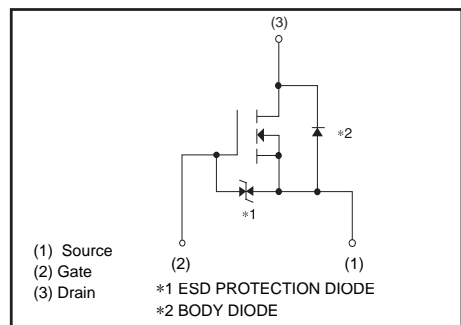 (3)
∗2
∗1
(1) Source
(2) Gate
(3) Drain
(2)
(1)
∗1 ESD PROTECTION DIODE
∗2 BODY DIODE